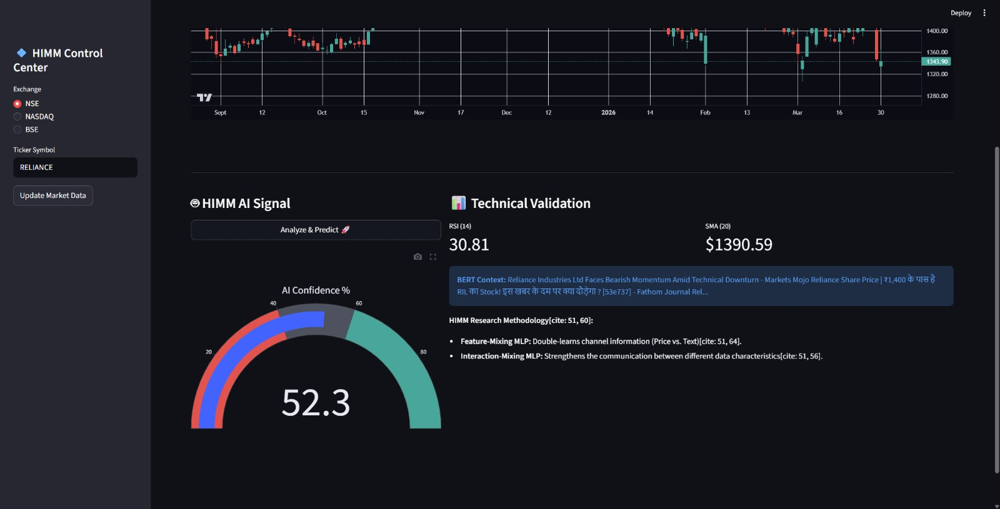 Deploy
HIMM Control
Center
Exchange
NSE
NASDAQ
BSE
Ticker Symbol
RELIANCE
Update Market Data
1400.00
1360.00
1343.90
1320.00
1280.00
Sept 12 Oct 15 Nov 17 Dec 12 2026 14 Feb 13 Mar 16 30
HIMM AI Signal
Analyze & Predict 🚀
AI Confidence %
20
40
60
80
52.3
Technical Validation
RSI (14)
30.81
SMA (20)
$1390.59
BERT Context: Reliance Industries Ltd Faces Bearish Momentum Amid Technical Downturn - Markets Mojo Reliance Share Price | ₹1,400 के पास है
RIL का Stock! इस खबर के दम पर क्या दौड़ेगा ? [53e737] - Fathom Journal Rel...
HIMM Research Methodology[cite: 51, 60]:
• Feature-Mixing MLP: Double-learns channel information (Price vs. Text)[cite: 51, 64].
• Interaction-Mixing MLP: Strengthens the communication between different data characteristics[cite: 51, 56].